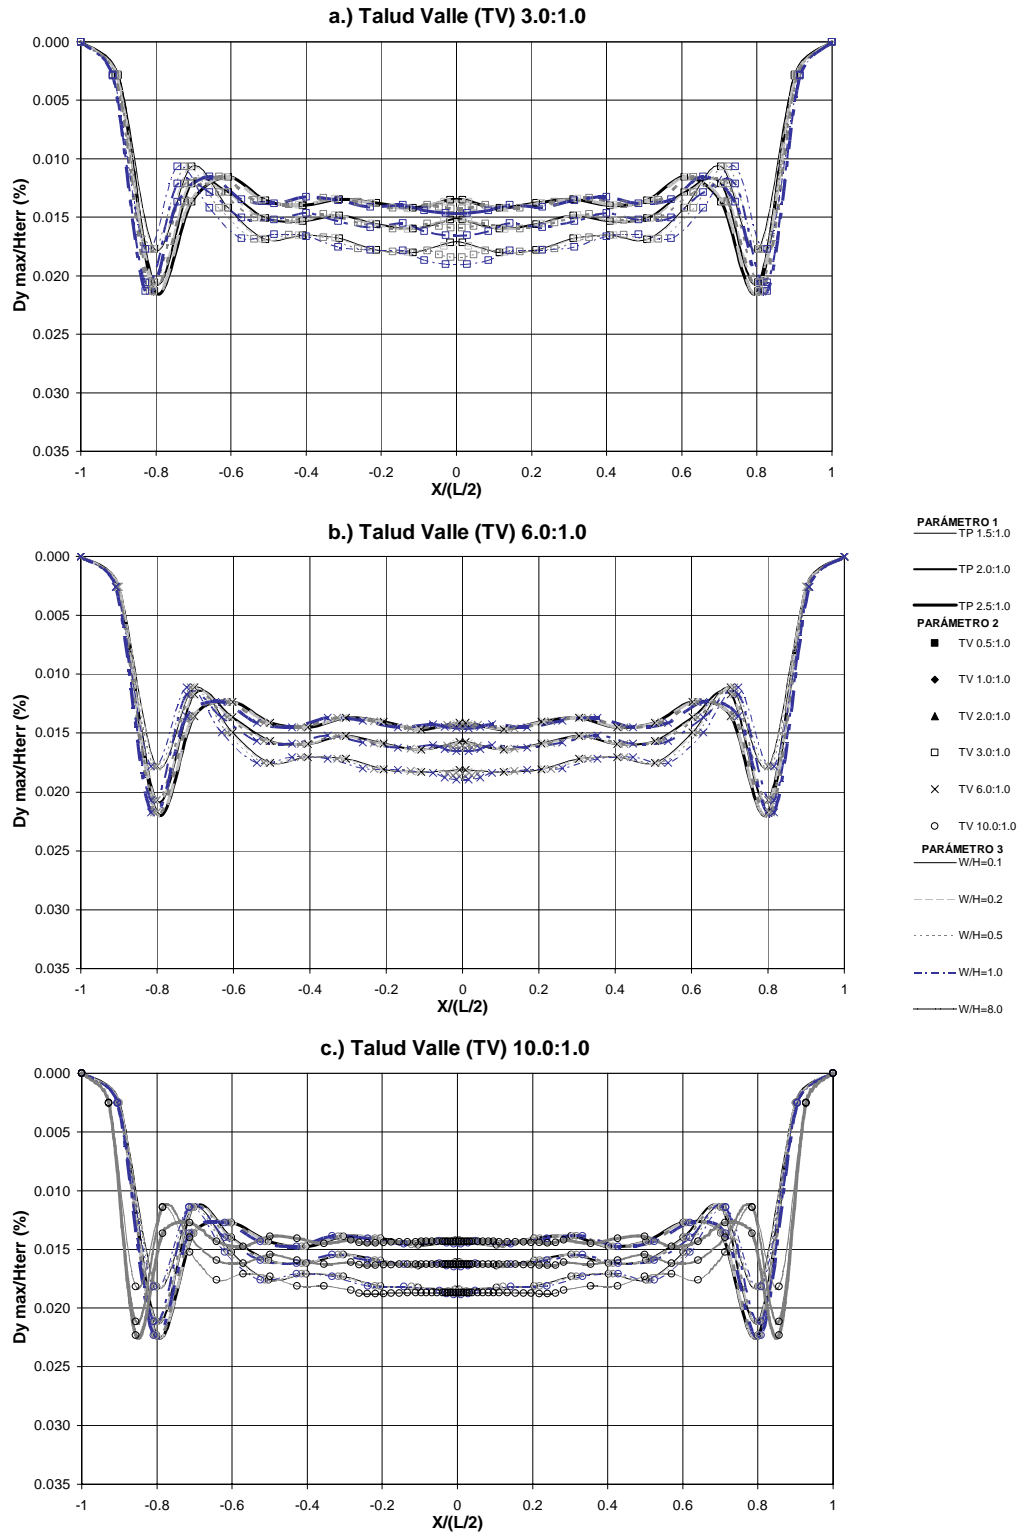 a.) Talud Valle (TV) 3.0:1.0
0.000
0.005
0.010
0.015
0.020
0.025
0.030
0.035
Dy max/Hterr (%)
-1 -0.8 -0.6 -0.4 -0.2 0 0.2 0.4 0.6 0.8 1
X/(L/2)
b.) Talud Valle (TV) 6.0:1.0
0.000
0.005
0.010
0.015
0.020
0.025
0.030
0.035
Dy max/Hterr (%)
-1 -0.8 -0.6 -0.4 -0.2 0 0.2 0.4 0.6 0.8 1
X/(L/2)
PARÁMETRO 1
TP 1.5:1.0
TP 2.0:1.0
TP 2.5:1.0
PARÁMETRO 2
TV 0.5:1.0
TV 1.0:1.0
TV 2.0:1.0
TV 3.0:1.0
TV 6.0:1.0
TV 10.0:1.0
PARÁMETRO 3
W/H=0.1
W/H=0.2
W/H=0.5
W/H=1.0
W/H=8.0
c.) Talud Valle (TV) 10.0:1.0
0.000
0.005
0.010
0.015
0.020
0.025
0.030
0.035
Dy max/Hterr (%)
-1 -0.8 -0.6 -0.4 -0.2 0 0.2 0.4 0.6 0.8 1
X/(L/2)